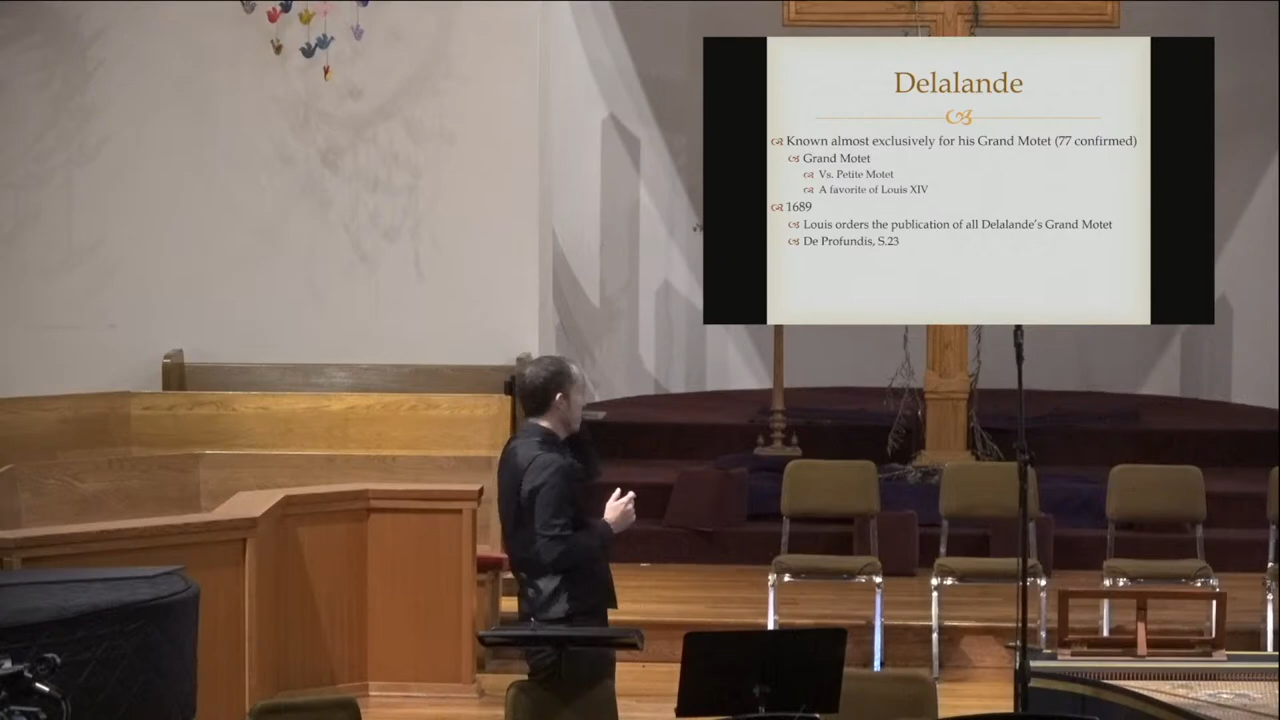 Delalande
Known almost exclusively for his Grand Motet (77 confirmed)
Grand Motet
Vs. Petite Motet
A favorite of Louis XIV
1689
Louis orders the publication of all Delalande's Grand Motet
De Profundis, S.23